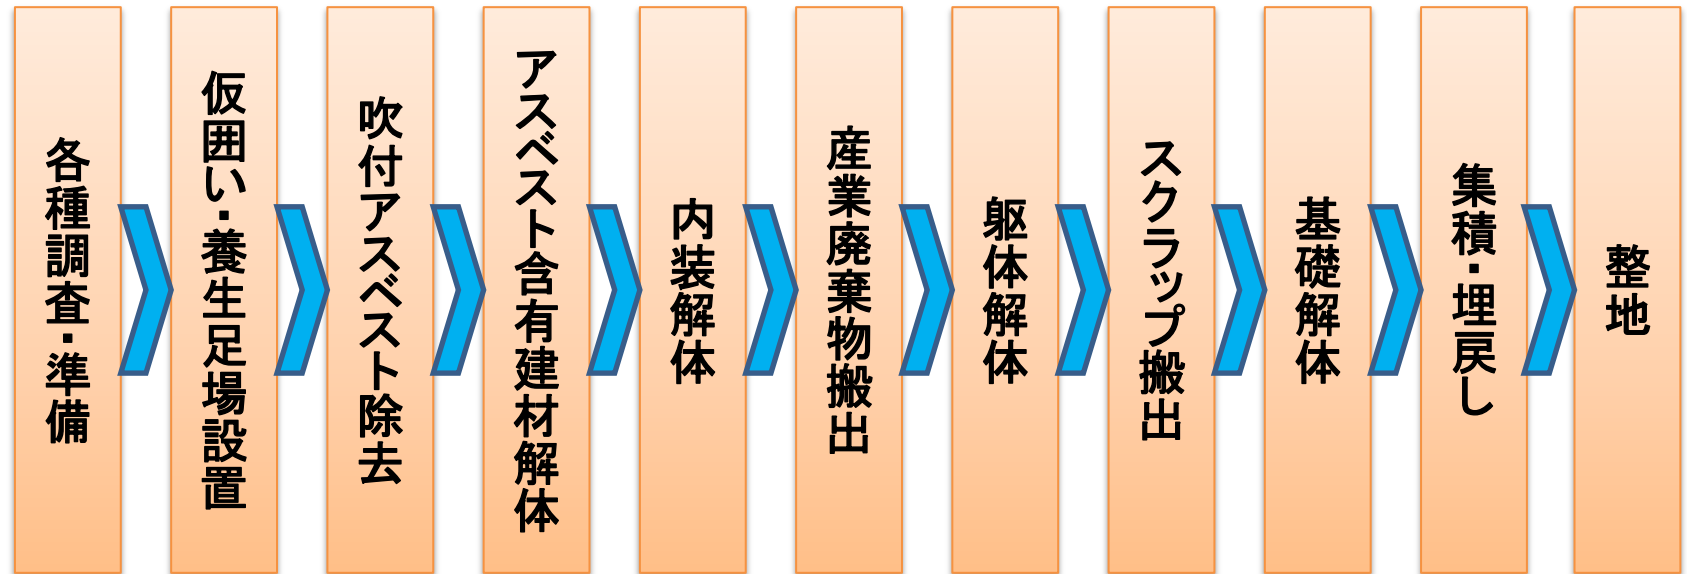 各種調査・準備
仮囲い・養生足場設置
吹付アスベスト除去
アスベスト含有建材解体
内装解体
産業廃棄物搬出
躯体解体
スクラップ搬出
基礎解体
集積・埋戻し
整地